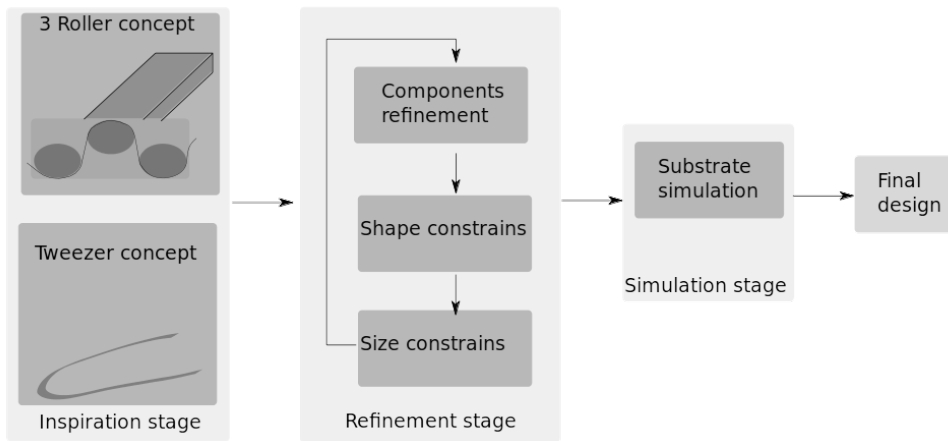 3 Roller concept
Tweezer concept
Inspiration stage
Components
refinement
Shape constrains
Size constrains
Refinement stage
Substrate
simulation
Simulation stage
Final
design